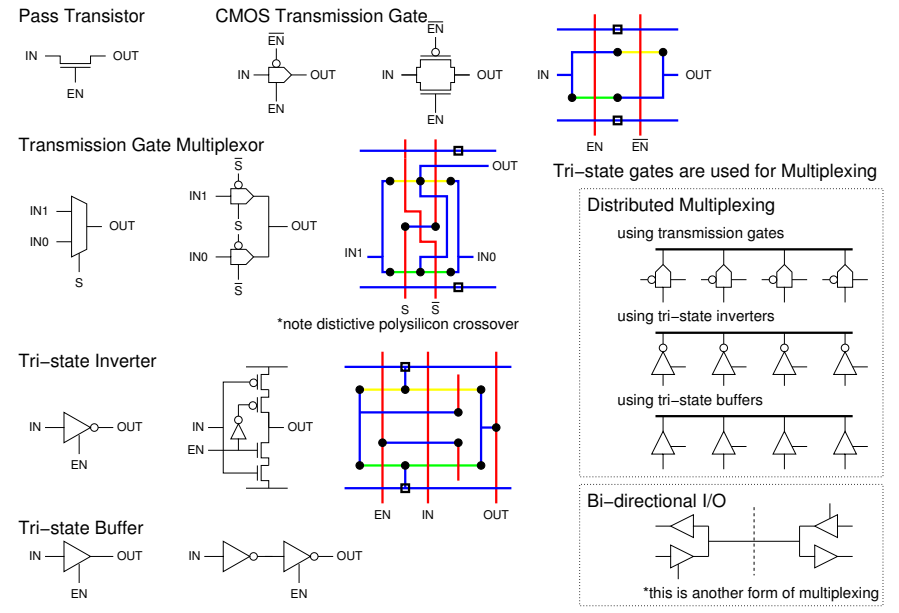 Pass Transistor
IN
OUT
EN
CMOS Transmission Gate
E̅N̅
IN
OUT
EN
E̅N̅
IN
OUT
EN
IN
OUT
EN
E̅N̅
Transmission Gate Multiplexor
IN1
IN0
OUT
S
S̅
IN1
S
OUT
S
IN0
S̅
OUT
IN1
IN0
S
S̅
*note distictive polysilicon crossover
Tri−state gates are used for Multiplexing
Distributed Multiplexing
using transmission gates
using tri−state inverters
using tri−state buffers
Tri−state Inverter
IN
OUT
EN
IN
OUT
EN
EN
IN
OUT
Tri−state Buffer
IN
OUT
EN
IN
OUT
EN
Bi−directional I/O
*this is another form of multiplexing